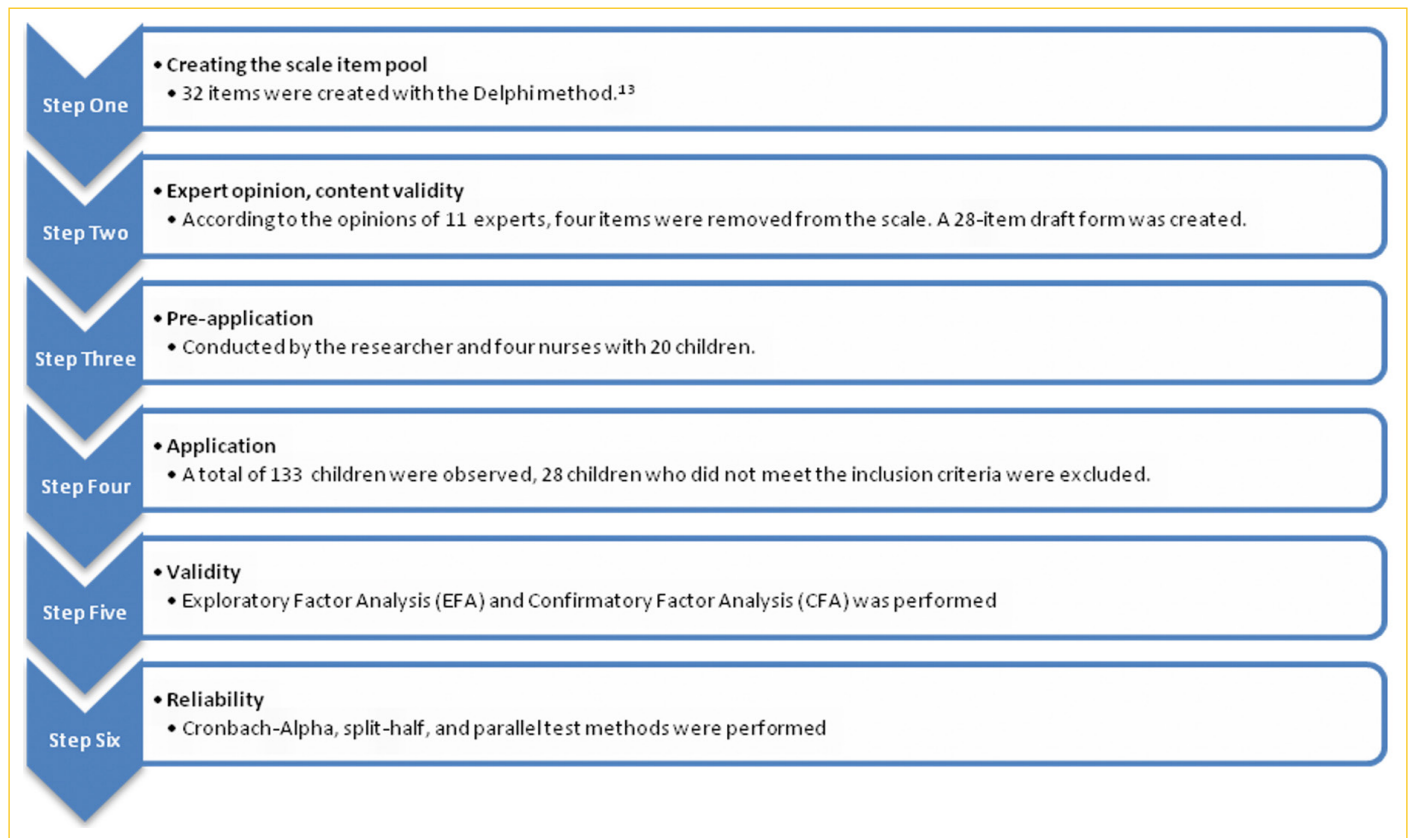 Step One
• Creating the scale item pool
• 32 items were created with the Delphi method.¹³
Step Two
• Expert opinion, content validity
• According to the opinions of 11 experts, four items were removed from the scale. A 28-item draft form was created.
Step Three
• Pre-application
• Conducted by the researcher and four nurses with 20 children.
Step Four
• Application
• A total of 133 children were observed, 28 children who did not meet the inclusion criteria were excluded.
Step Five
• Validity
• Exploratory Factor Analysis (EFA) and Confirmatory Factor Analysis (CFA) was performed
Step Six
• Reliability
• Cronbach-Alpha, split-half, and parallel test methods were performed